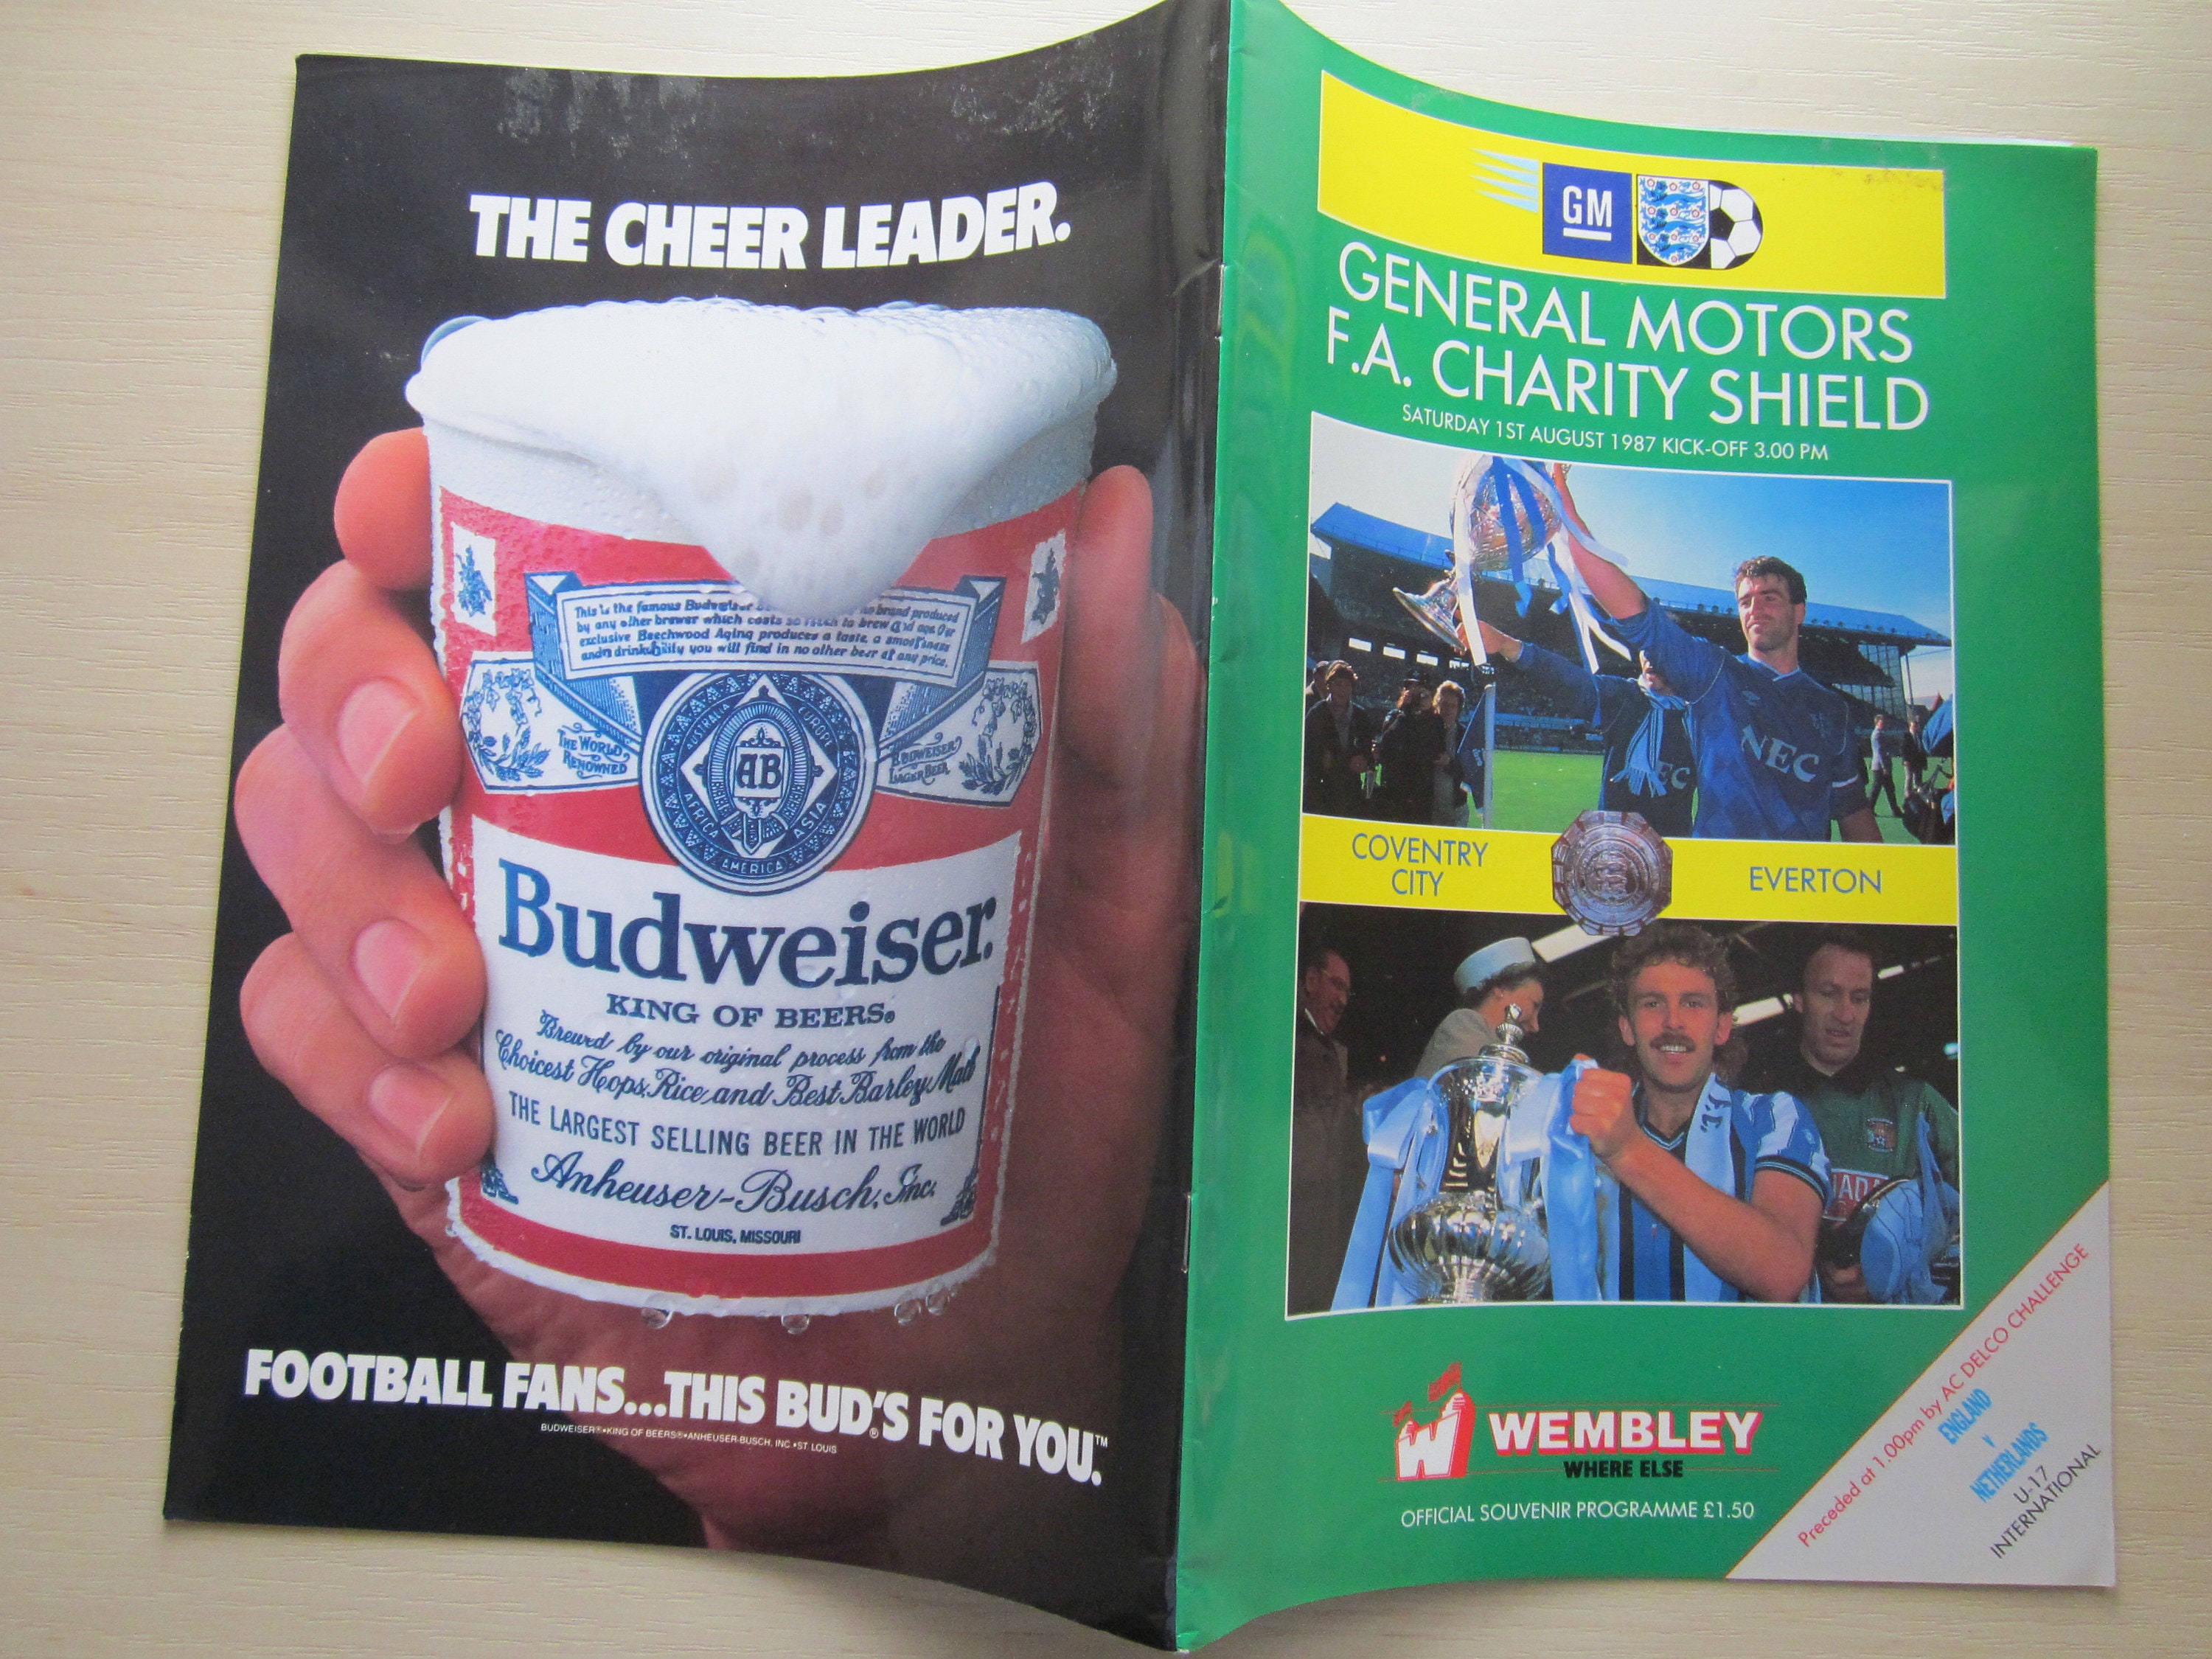 THE CHEER LEADER.
This is the famous Budweiser
brand produced
by any other brewer which costs so much to brew and age. Our
exclusive Beechwood Aging produces a taste, a smoothness
and a drinkability you will find in no other beer at any price.
THE WORLD
RENOWNED
BUDWEISER
LAGER BEER
AUSTRALIA
EUROPE
AFRICA
ASIA
AMERICA
AB
Budweiser.
KING OF BEERS®
Brewed by our original process from the
Choicest Hops, Rice and Best Barley Malt
THE LARGEST SELLING BEER IN THE WORLD
Anheuser-Busch, Inc.
ST. LOUIS, MISSOURI
FOOTBALL FANS...THIS BUD'S® FOR YOU.™
BUDWEISER®•KING OF BEERS®•ANHEUSER-BUSCH, INC.•ST LOUIS
GM
GENERAL MOTORS
F.A. CHARITY SHIELD
SATURDAY 1ST AUGUST 1987 KICK-OFF 3.00 PM
EC
NEC
COVENTRY
CITY
EVERTON
W
WEMBLEY
WHERE ELSE
OFFICIAL SOUVENIR PROGRAMME £1.50
Preceded at 1.00pm by AC DELCO CHALLENGE
ENGLAND
v
NETHERLANDS
U-17
INTERNATIONAL